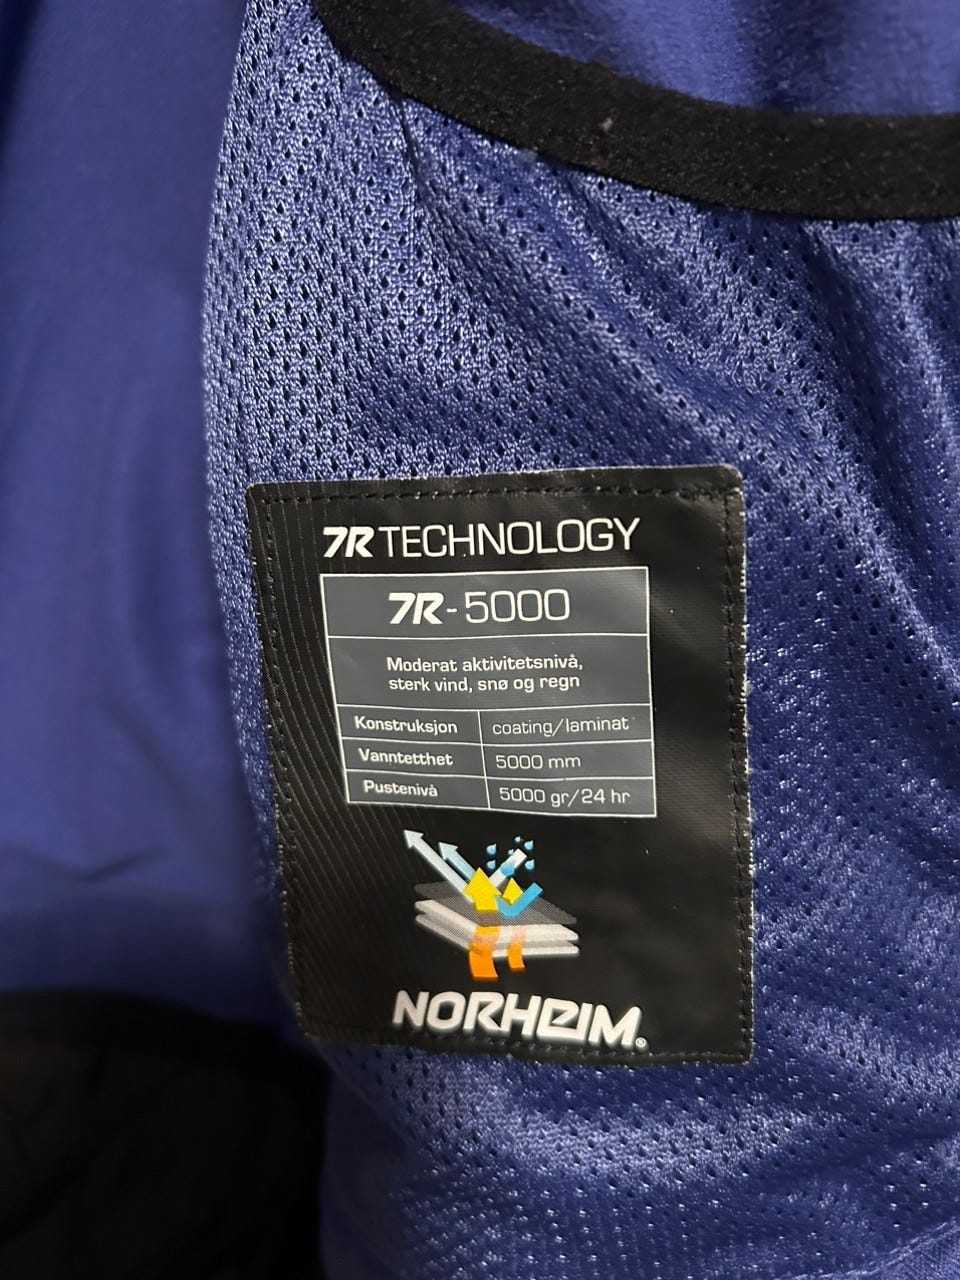 7R TECHNOLOGY
7R-5000
Moderat aktivitetsnivå,
sterk vind, snø og regn
Konstruksjon coating/laminat
Vanntetthet 5000 mm
Pustenivå 5000 gr/24 hr
NORHEIM®